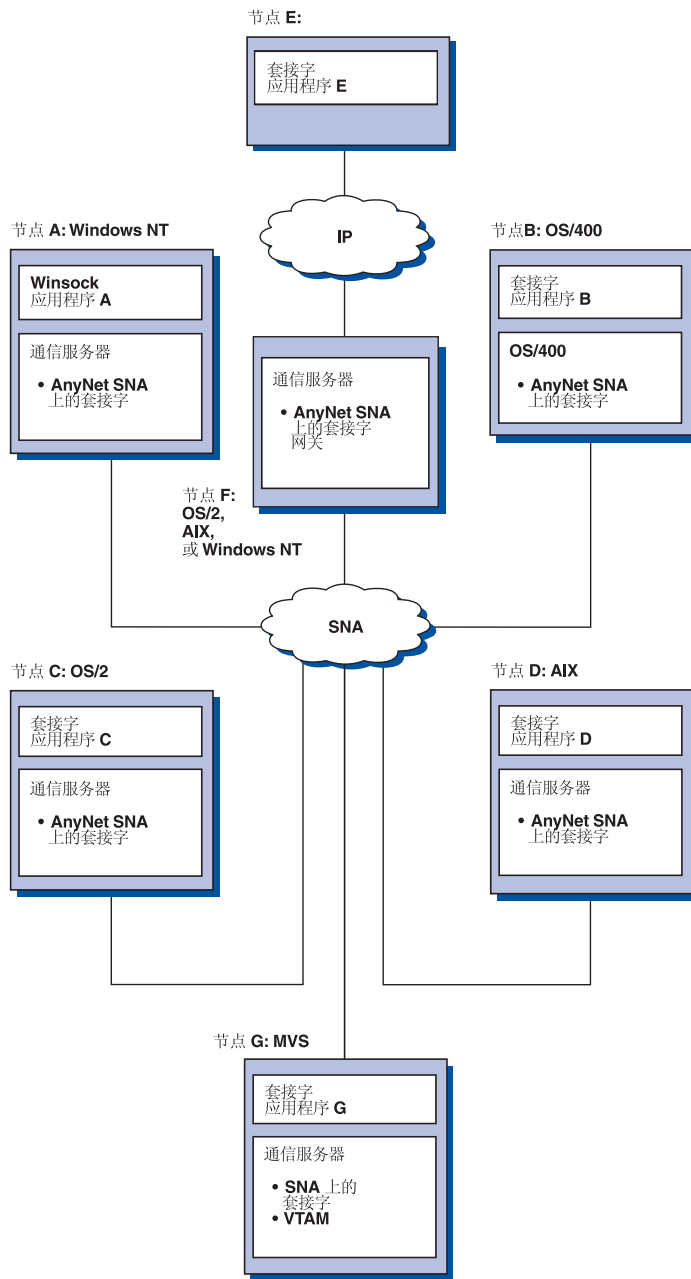 节点 E:
套接字
应用程序 E
IP
节点 A: Windows NT
Winsock
应用程序 A
通信服务器
• AnyNet SNA
上的套接字
节点B: OS/400
套接字
应用程序 B
OS/400
• AnyNet SNA
上的套接字
通信服务器
• AnyNet SNA
上的套接字
网关
节点 F:
OS/2,
AIX,
或 Windows NT
SNA
节点 C: OS/2
套接字
应用程序 C
通信服务器
• AnyNet SNA
上的套接字
节点 D: AIX
套接字
应用程序 D
通信服务器
• AnyNet SNA
上的套接字
节点 G: MVS
套接字
应用程序 G
通信服务器
• SNA 上的
套接字
• VTAM